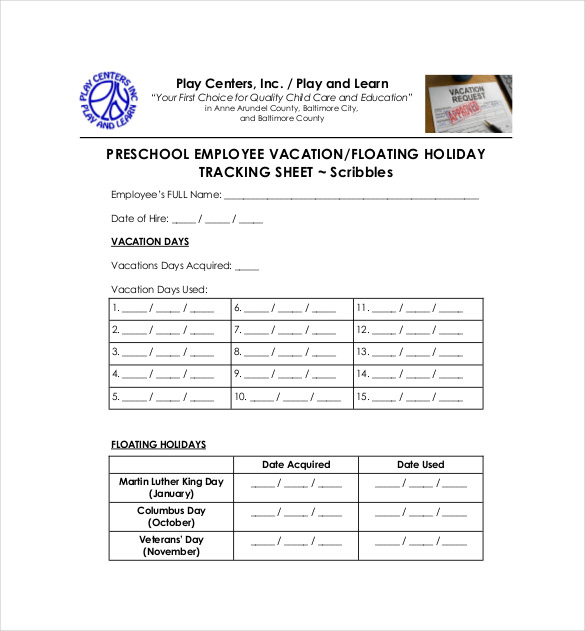 PLAY CENTERS INC
PLAY AND LEARN
Play Centers, Inc. / Play and Learn
“Your First Choice for Quality Child Care and Education”
in Anne Arundel County, Baltimore City,
and Baltimore County
VACATION
REQUEST
APPROVED
PRESCHOOL EMPLOYEE VACATION/FLOATING HOLIDAY
TRACKING SHEET ~ Scribbles
Employee’s FULL Name: ____________________________________________________
Date of Hire: _____ / _____ / _____
VACATION DAYS
Vacations Days Acquired: _____
Vacation Days Used:
1. _____ / _____ / _____ 6. _____ / _____ / _____ 11. _____ / _____ / _____
2. _____ / _____ / _____ 7. _____ / _____ / _____ 12. _____ / _____ / _____
3. _____ / _____ / _____ 8. _____ / _____ / _____ 13. _____ / _____ / _____
4. _____ / _____ / _____ 9. _____ / _____ / _____ 14. _____ / _____ / _____
5. _____ / _____ / _____ 10. _____ / _____ / _____ 15. _____ / _____ / _____
FLOATING HOLIDAYS
Date Acquired Date Used
Martin Luther King Day
(January) _____ / _____ / _____ _____ / _____ / _____
Columbus Day
(October) _____ / _____ / _____ _____ / _____ / _____
Veterans’ Day
(November) _____ / _____ / _____ _____ / _____ / _____